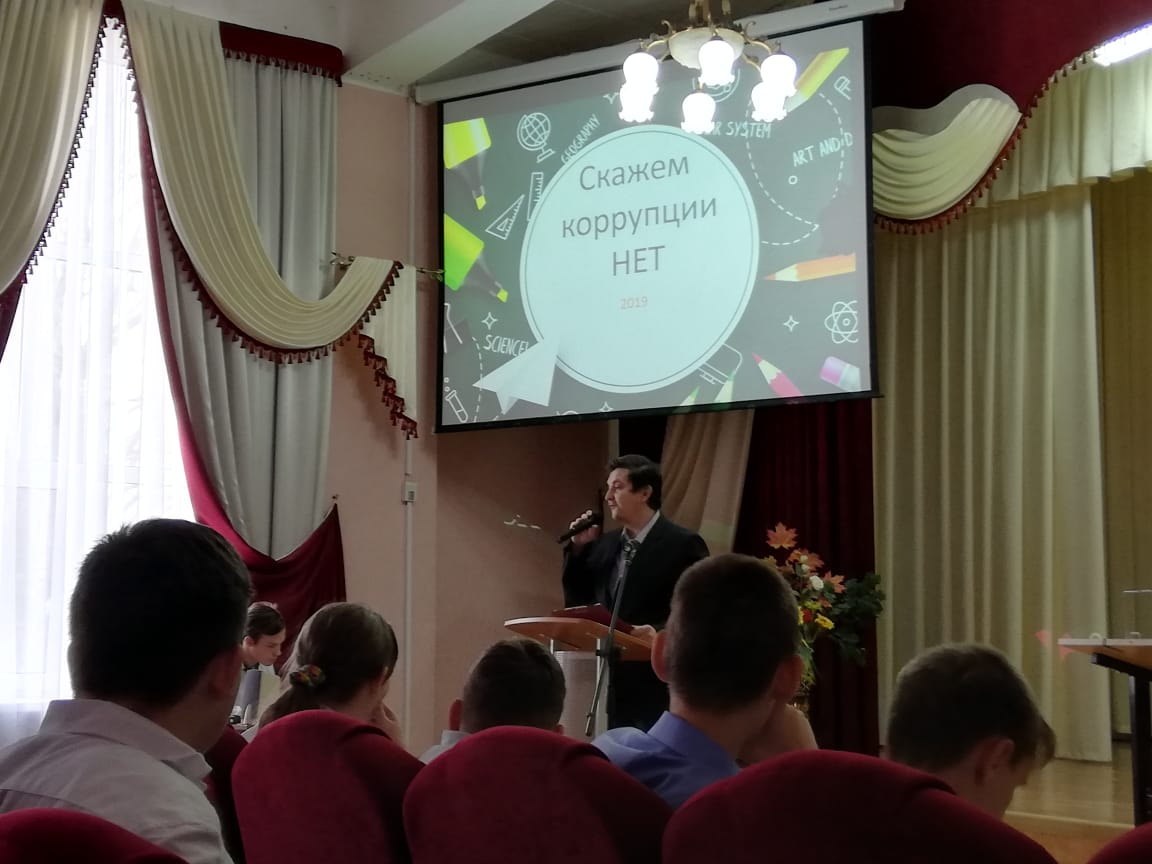 GEOGRAPHY
R SYSTEM
ART AND D
Скажем
коррупции
НЕТ
2019
SCIENCE